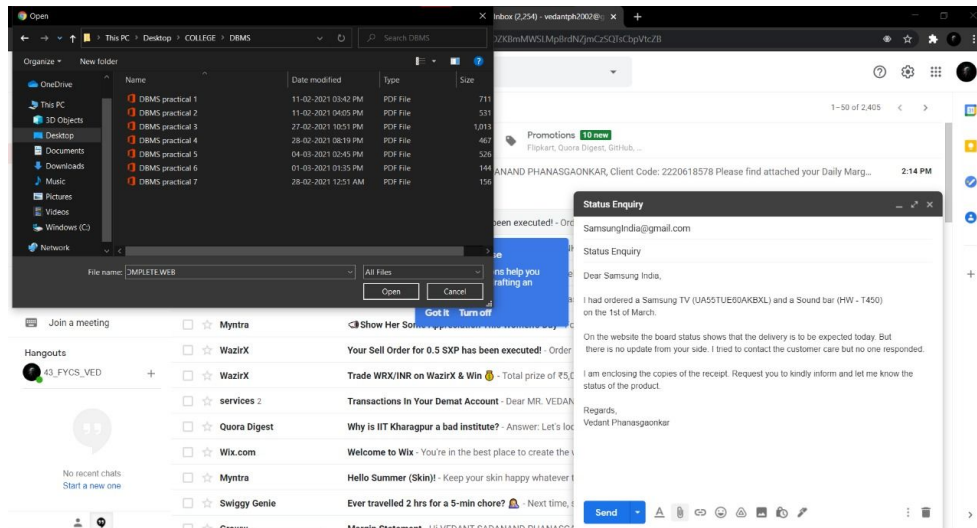 Open
Inbox (2,254) - vedantph2002@g
This PC > Desktop > COLLEGE > DBMS
Search DBMS
Organize
New folder
Name Date modified Type Size
OneDrive
This PC
3D Objects
Desktop
Documents
Downloads
Music
Pictures
Videos
Windows (C:)
Network
DBMS practical 1 11-02-2021 03:42 PM PDF File 711
DBMS practical 2 11-02-2021 04:05 PM PDF File 531
DBMS practical 3 27-02-2021 10:51 PM PDF File 1,013
DBMS practical 4 28-02-2021 08:19 PM PDF File 467
DBMS practical 5 04-03-2021 02:45 PM PDF File 526
DBMS practical 6 01-03-2021 01:35 PM PDF File 144
DBMS practical 7 28-02-2021 12:51 AM PDF File 156
File name: OMPLETE.WEB
All Files
Open Cancel
1–50 of 2,405
Promotions 10 new
Flipkart, Quora Digest, GitHub, ...
ANAND PHANASGAONKAR, Client Code: 2220618578 Please find attached your Daily Marg... 2:14 PM
been executed! - Ord
ns help you
rafting an
Got It Turn off
Join a meeting
Hangouts
43_FYCS_VED
No recent chats
Start a new one
Myntra Show Her Som
WazirX Your Sell Order for 0.5 SXP has been executed! - Order
WazirX Trade WRX/INR on WazirX & Win - Total prize of ₹5,0
services 2 Transactions In Your Demat Account - Dear MR. VEDAN
Quora Digest Why is IIT Kharagpur a bad institute? - Answer: Let's loo
Wix.com Welcome to Wix - You're in the best place to create the w
Myntra Hello Summer (Skin)! - Keep your skin happy whatever t
Swiggy Genie Ever travelled 2 hrs for a 5-min chore? - Next time, s
Status Enquiry
SamsungIndia@gmail.com
Status Enquiry
Dear Samsung India,
I had ordered a Samsung TV (UA55TUE60AKBXL) and a Sound bar (HW - T450)
on the 1st of March.
On the website the board status shows that the delivery is to be expected today. But
there is no update from your side. I tried to contact the customer care but no one responded.
I am enclosing the copies of the receipt. Request you to kindly inform and let me know the
status of the product.
Regards,
Vedant Phanasgaonkar
Send